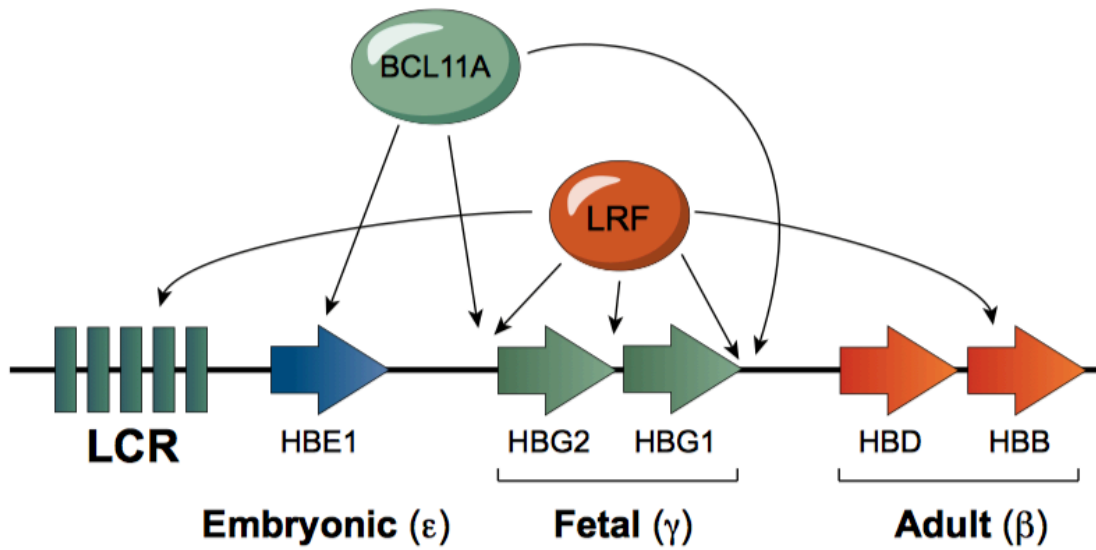 BCL11A
LRF
LCR
HBE1
HBG2
HBG1
HBD
HBB
Embryonic (ε)
Fetal (γ)
Adult (β)